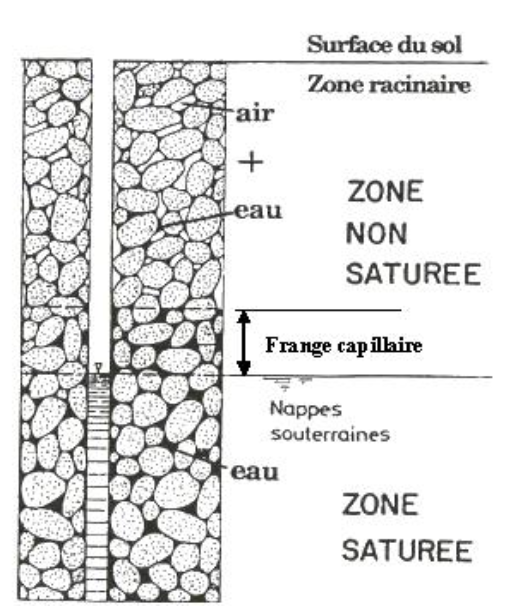 Surface du sol
Zone racinaire
air
+
eau
ZONE
NON
SATUREE
Frange capillaire
Nappes
souterraines
eau
ZONE
SATUREE